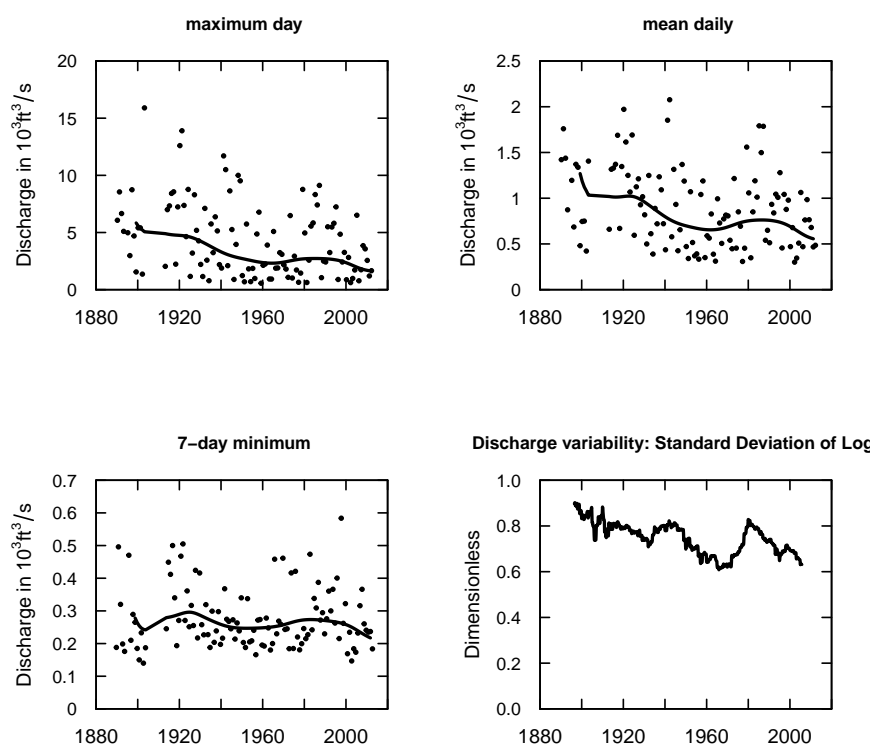 maximum day
Discharge in 10³ft³/s
20
15
10
5
0
1880 1920 1960 2000
mean daily
Discharge in 10³ft³/s
2.5
2
1.5
1
0.5
0
1880 1920 1960 2000
7−day minimum
Discharge in 10³ft³/s
0.7
0.6
0.5
0.4
0.3
0.2
0.1
0
1880 1920 1960 2000
Discharge variability: Standard Deviation of Log
Dimensionless
1.0
0.8
0.6
0.4
0.2
0.0
1880 1920 1960 2000